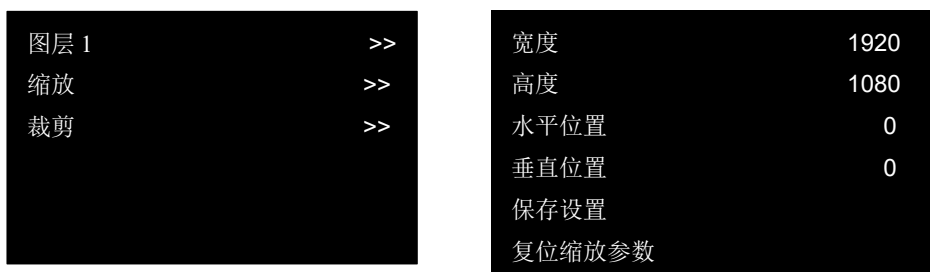 图层 1 >>
缩放 >>
裁剪 >>
宽度 1920
高度 1080
水平位置 0
垂直位置 0
保存设置
复位缩放参数